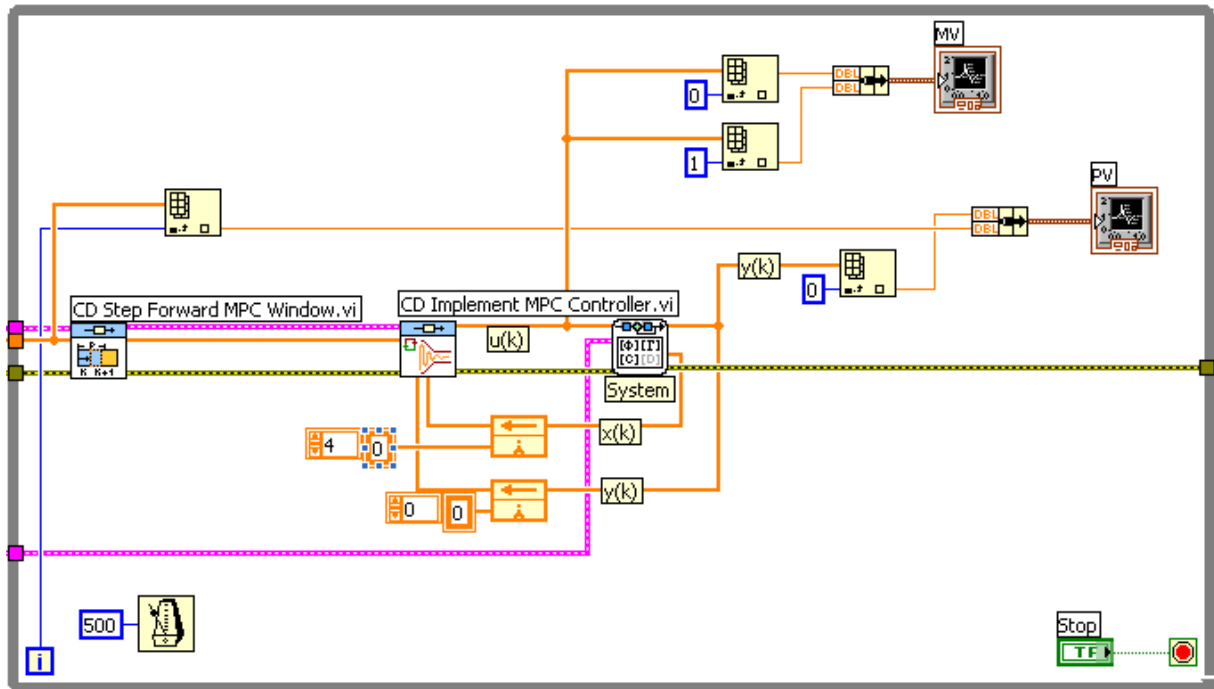 MV
DBL
DBL
0
1
PV
DBL
DBL
y(k)
0
CD Step Forward MPC Window.vi
CD Implement MPC Controller.vi
u(k)
K K+1
System
4 0
x(k)
0 0
y(k)
500
i
Stop
TF